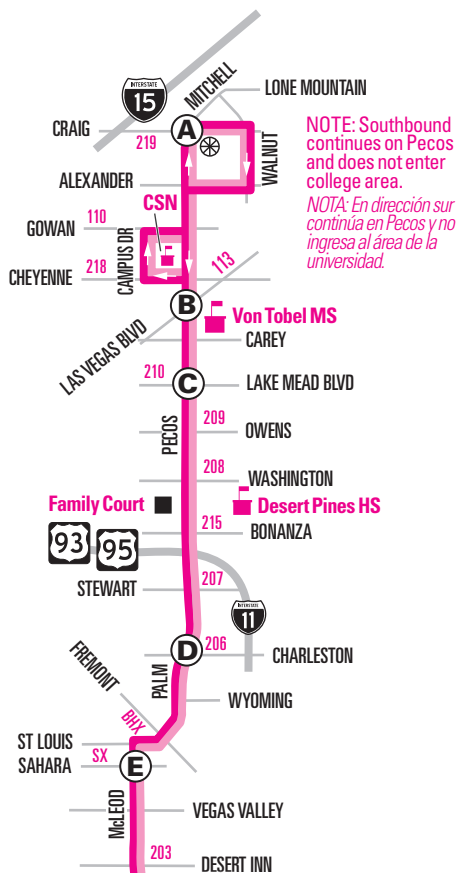 INTERSTATE
15
MITCHELL
LONE MOUNTAIN
CRAIG
219
A
WALNUT
NOTE: Southbound
continues on Pecos
and does not enter
college area.
NOTA: En dirección sur
continúa en Pecos y no
ingresa al área de la
universidad.
ALEXANDER
CSN
110
GOWAN
CAMPUS DR
218
CHEYENNE
113
B
Von Tobel MS
LAS VEGAS BLVD
CAREY
210
C
LAKE MEAD BLVD
PECOS
209
OWENS
208
WASHINGTON
Family Court
Desert Pines HS
215
BONANZA
93
95
207
STEWART
INTERSTATE
11
D
206
CHARLESTON
FREMONT
PALM
WYOMING
BHX
ST LOUIS
SX
SAHARA
E
McLEOD
VEGAS VALLEY
203
DESERT INN